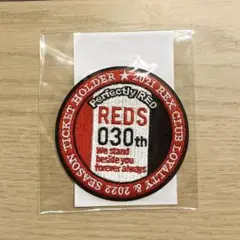 2021 REX CLUB LOYALTY & 2022 SEASON TICKET HOLDER ★
Perfectly RED
REDS
030th
We stand
beside you
forever always